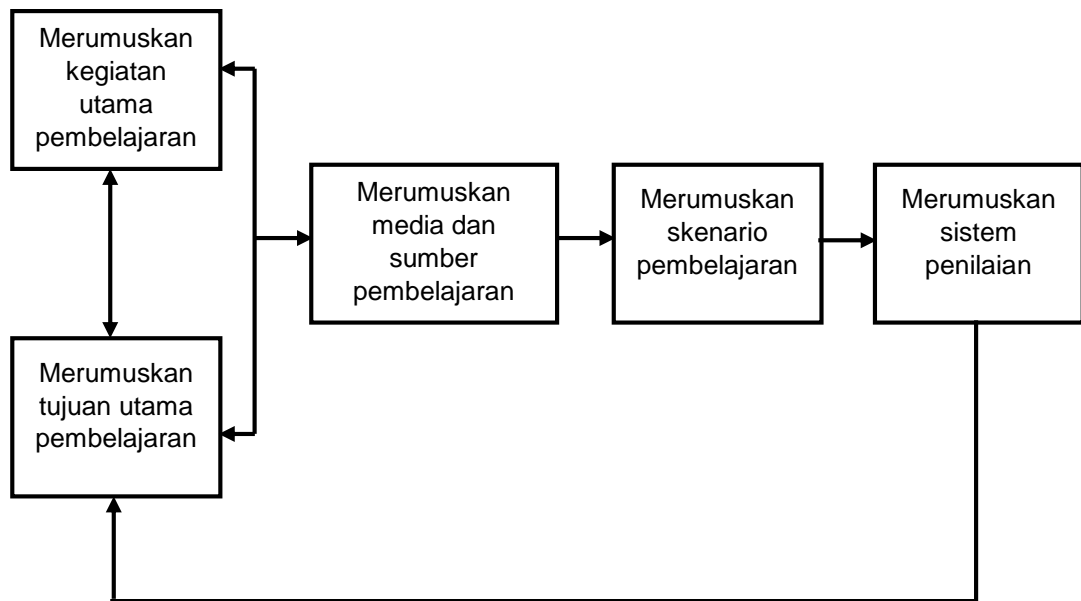 Merumuskan
kegiatan
utama
pembelajaran
Merumuskan
tujuan utama
pembelajaran
Merumuskan
media dan
sumber
pembelajaran
Merumuskan
skenario
pembelajaran
Merumuskan
sistem
penilaian